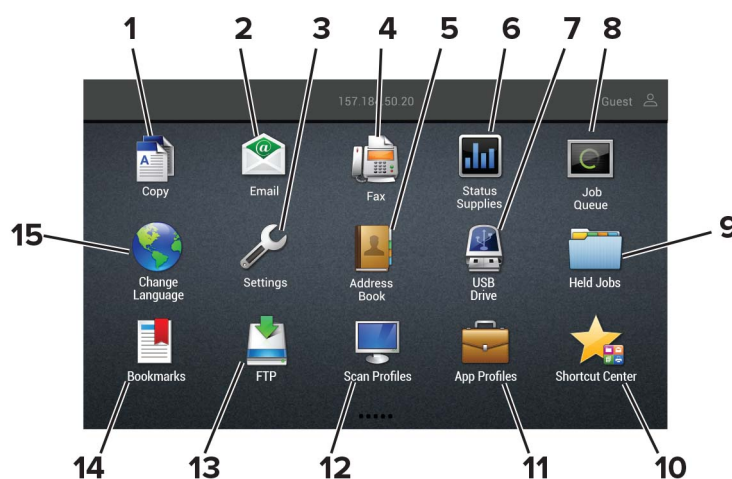 1 2 3 4 5 6 7 8
157.184.50.20 Guest
Copy Email Fax Status Supplies Job Queue
15 9
Change Language Settings Address Book USB Drive Held Jobs
Bookmarks FTP Scan Profiles App Profiles Shortcut Center
14 13 12 11 10